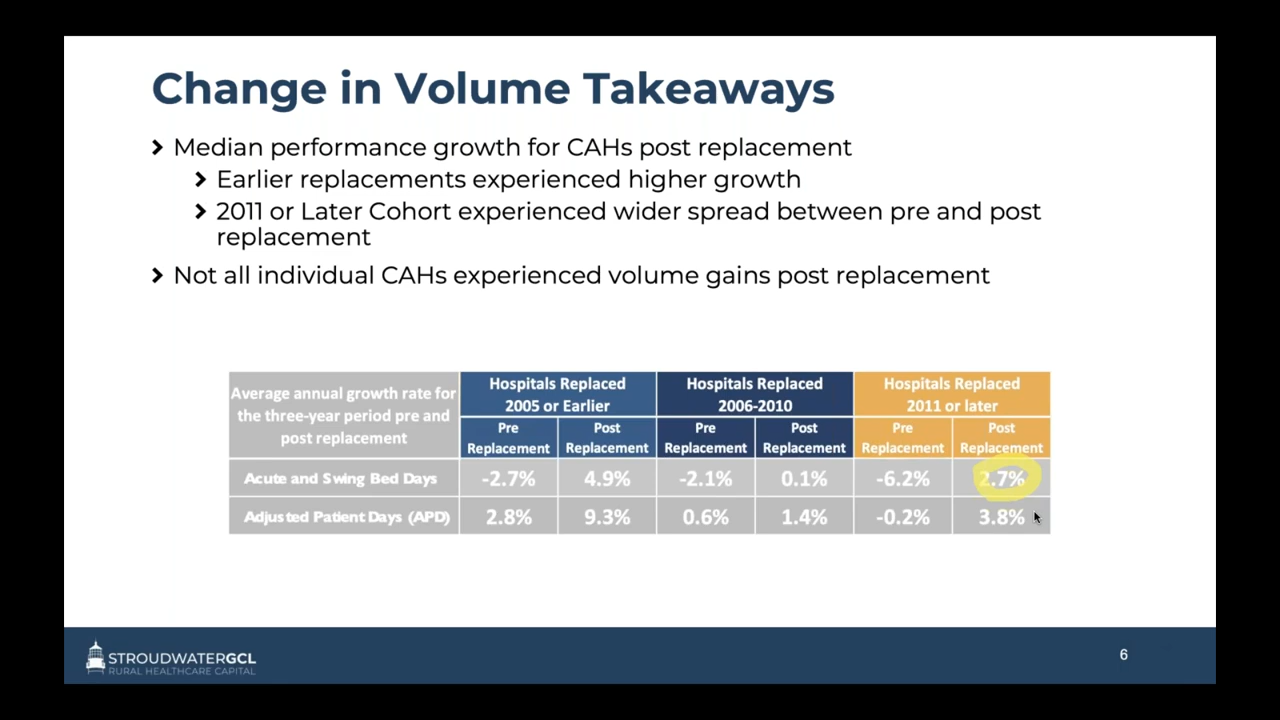 Change in Volume Takeaways
Median performance growth for CAHs post replacement
Earlier replacements experienced higher growth
2011 or Later Cohort experienced wider spread between pre and post
replacement
Not all individual CAHs experienced volume gains post replacement
Average annual growth rate for
the three-year period pre and
post replacement
Hospitals Replaced
2005 or Earlier
Hospitals Replaced
2006-2010
Hospitals Replaced
2011 or later
Pre
Replacement
Post
Replacement
Pre
Replacement
Post
Replacement
Pre
Replacement
Post
Replacement
Acute and Swing Bed Days -2.7% 4.9% -2.1% 0.1% -6.2% 2.7%
Adjusted Patient Days (APD) 2.8% 9.3% 0.6% 1.4% -0.2% 3.8%
STROUDWATERGCL
RURAL HEALTHCARE CAPITAL
6